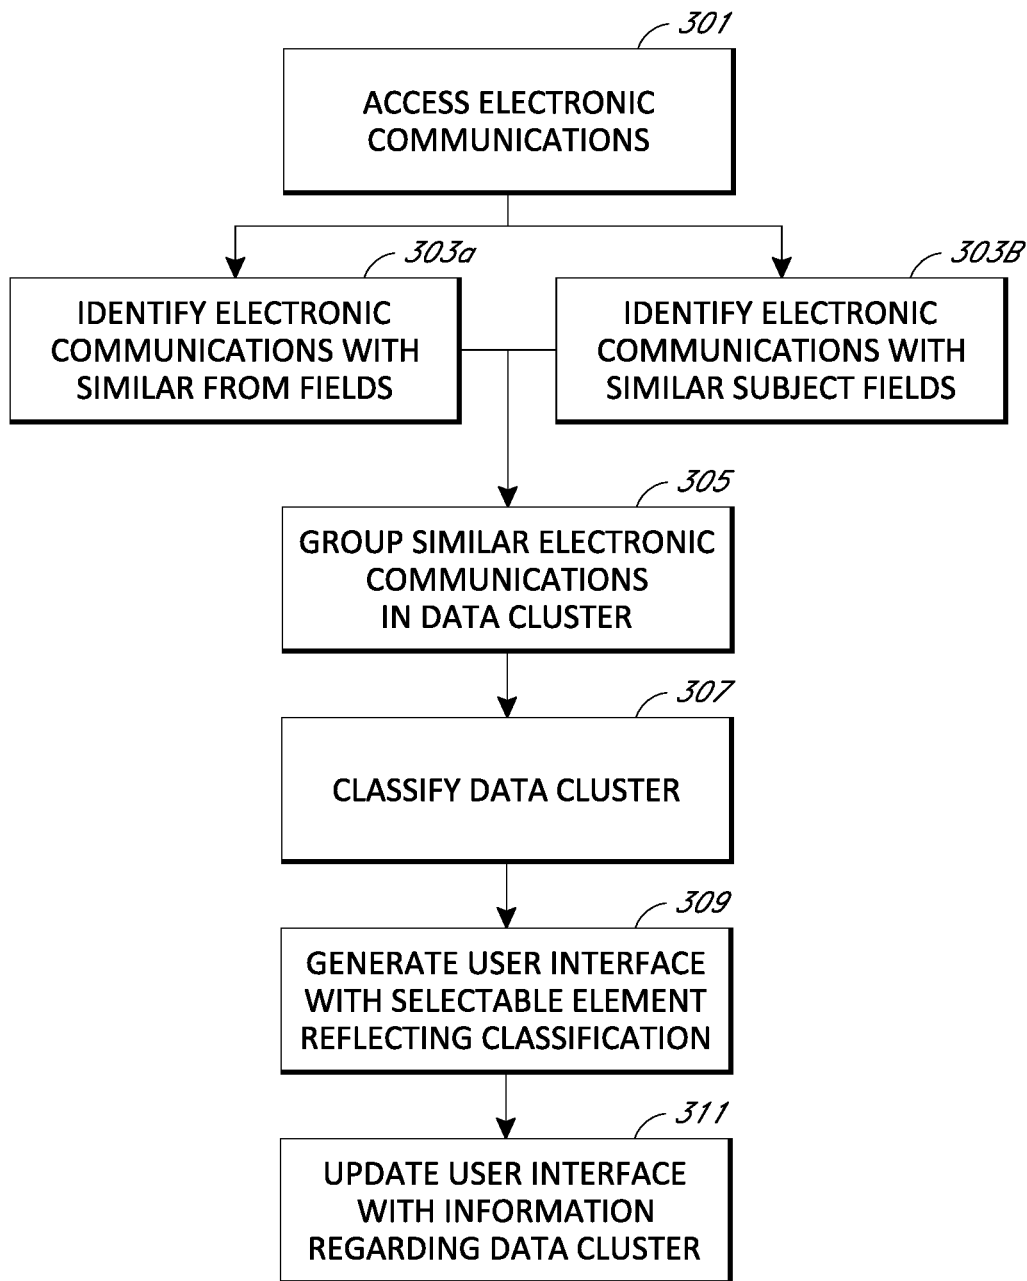 301
ACCESS ELECTRONIC
COMMUNICATIONS
303a
IDENTIFY ELECTRONIC
COMMUNICATIONS WITH
SIMILAR FROM FIELDS
303B
IDENTIFY ELECTRONIC
COMMUNICATIONS WITH
SIMILAR SUBJECT FIELDS
305
GROUP SIMILAR ELECTRONIC
COMMUNICATIONS
IN DATA CLUSTER
307
CLASSIFY DATA CLUSTER
309
GENERATE USER INTERFACE
WITH SELECTABLE ELEMENT
REFLECTING CLASSIFICATION
311
UPDATE USER INTERFACE
WITH INFORMATION
REGARDING DATA CLUSTER